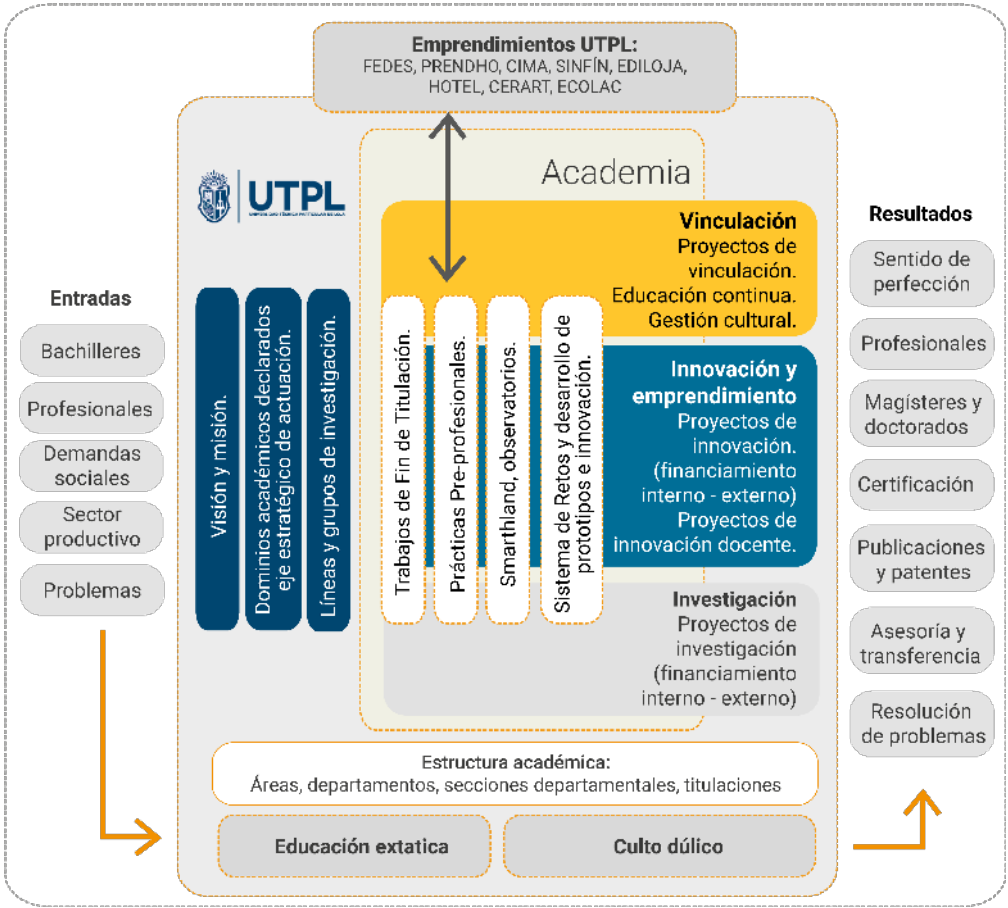 Emprendimientos UTPL:
FEDES, PRENDHO, CIMA, SINFÍN, EDILOJA,
HOTEL, CERART, ECOLAC
UTPL
UNIVERSIDAD TÉCNICA PARTICULAR DE LOJA
Academia
Entradas
Bachilleres
Profesionales
Demandas
sociales
Sector
productivo
Problemas
Visión y misión.
Dominios académicos declarados
eje estratégico de actuación.
Líneas y grupos de investigación.
Trabajos de Fin de Titulación.
Prácticas Pre-profesionales.
Smarthland, observatorios.
Sistema de Retos y desarrollo de
prototipos e innovación.
Vinculación
Proyectos de
vinculación.
Educación continua.
Gestión cultural.
Innovación y
emprendimiento
Proyectos de
innovación.
(financiamiento
interno - externo)
Proyectos de
innovación docente.
Investigación
Proyectos de
investigación
(financiamiento
interno - externo)
Estructura académica:
Áreas, departamentos, secciones departamentales, titulaciones
Educación extatica
Culto dúlico
Resultados
Sentido de
perfección
Profesionales
Magísteres y
doctorados
Certificación
Publicaciones
y patentes
Asesoría y
transferencia
Resolución
de problemas